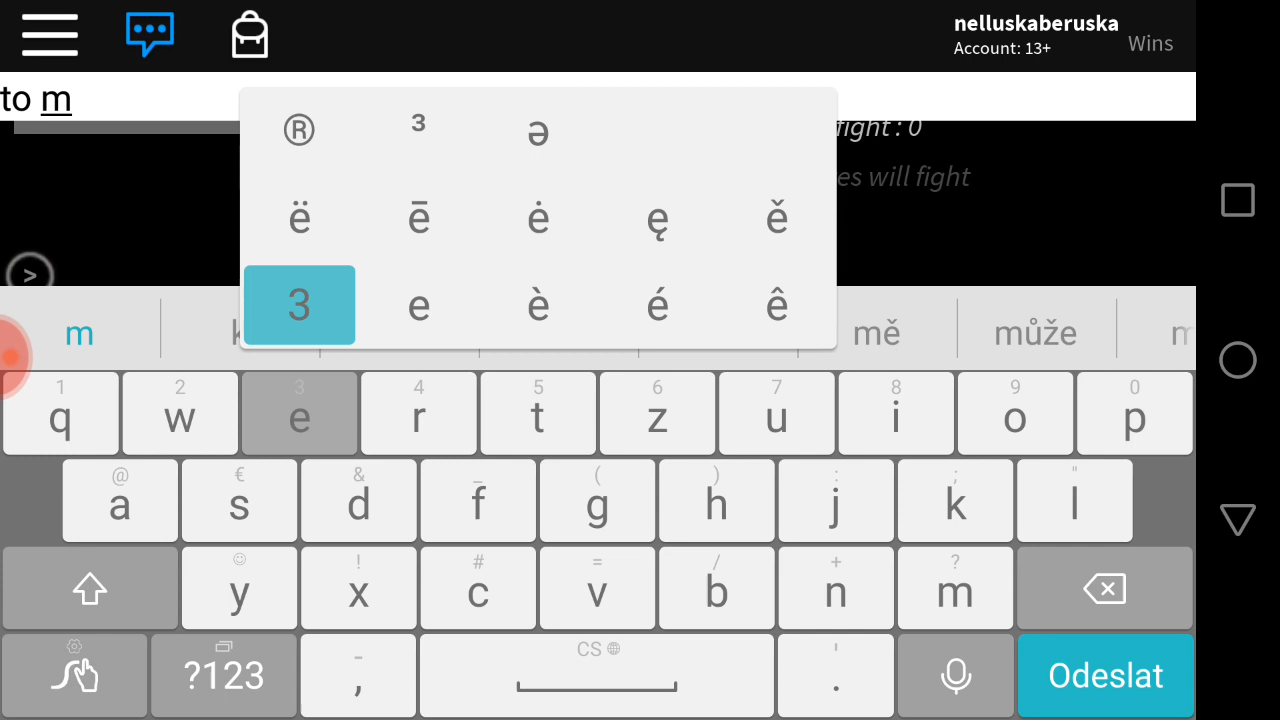 nelluskaberuska
Account: 13+
Wins
to m
® ³ ə
fight : 0
es will fight
ë ē ė ę ě
3 e è é ê
>
m mě může
1 2 3 4 5 6 7 8 9 0
q w e r t z u i o p
@ € & _ ( ) : ; "
a s d f g h j k l
! # = / + ?
y x c v b n m
- CS '
?123 , . Odeslat